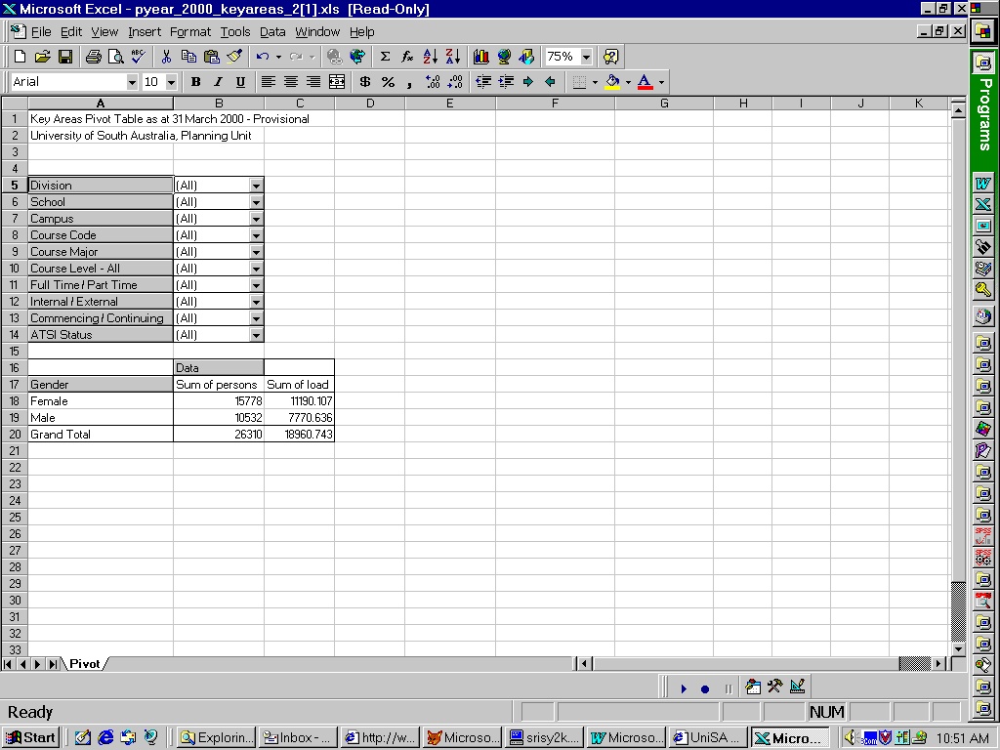 Microsoft Excel - pyear_2000_keyareas_2[1].xls [Read-Only]
File Edit View Insert Format Tools Data Window Help
75%
Arial 10 B I U $ % ,
A B C D E F G H I J K
1 Key Areas Pivot Table as at 31 March 2000 - Provisional
2 University of South Australia, Planning Unit
3
4
5 Division (All)
6 School (All)
7 Campus (All)
8 Course Code (All)
9 Course Major (All)
10 Course Level - All (All)
11 Full Time / Part Time (All)
12 Internal / External (All)
13 Commencing / Continuing (All)
14 ATSI Status (All)
15
16 Data
17 Gender Sum of persons Sum of load
18 Female 15778 11190.107
19 Male 10532 7770.636
20 Grand Total 26310 18960.743
21
22
23
24
25
26
27
28
29
30
31
32
33
Pivot
Ready NUM
Start Explorin... Inbox - ... http://w... Microso... srisy2k.... Microso... UniSA ... Micro... 10:51 AM
Programs